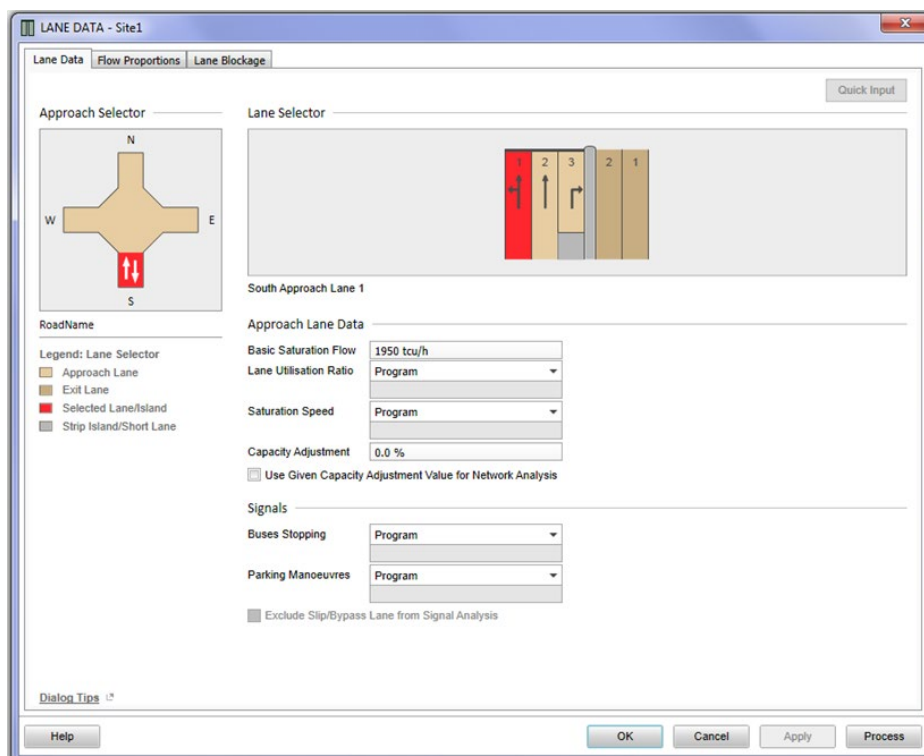 LANE DATA - Site1
Lane Data Flow Proportions Lane Blockage
Quick Input
Approach Selector
N
W E
S
RoadName
Legend: Lane Selector
Approach Lane
Exit Lane
Selected Lane/Island
Strip Island/Short Lane
Lane Selector
1 2 3 2 1
South Approach Lane 1
Approach Lane Data
Basic Saturation Flow 1950 tcu/h
Lane Utilisation Ratio Program
Saturation Speed Program
Capacity Adjustment 0.0 %
Use Given Capacity Adjustment Value for Network Analysis
Signals
Buses Stopping Program
Parking Manoeuvres Program
Exclude Slip/Bypass Lane from Signal Analysis
Dialog Tips
Help OK Cancel Apply Process